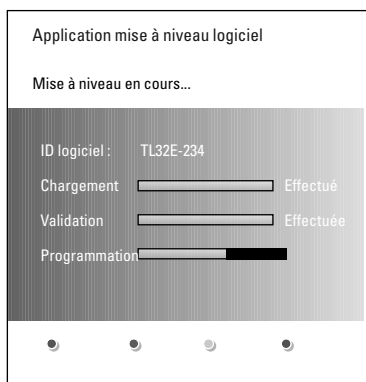 Application mise à niveau logiciel
Mise à niveau en cours...
ID logiciel : TL32E-234
Chargement Effectué
Validation Effectuée
Programmation